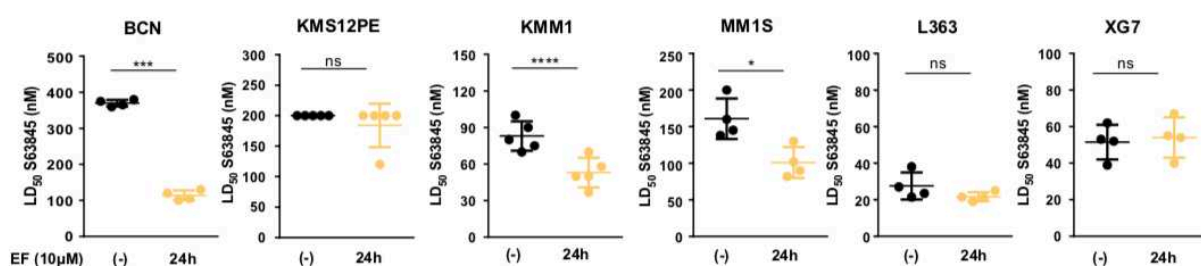 BCN
KMS12PE
KMM1
MM1S
L363
XG7
LD50 S63845 (nM)
500
400
300
200
100
0
***
LD50 S63845 (nM)
300
250
200
150
100
50
0
ns
LD50 S63845 (nM)
150
120
90
60
30
0
****
LD50 S63845 (nM)
250
200
150
100
50
0
*
LD50 S63845 (nM)
100
80
60
40
20
0
ns
LD50 S63845 (nM)
100
80
60
40
20
0
ns
EF (10µM) (-) 24h (-) 24h (-) 24h (-) 24h (-) 24h (-) 24h